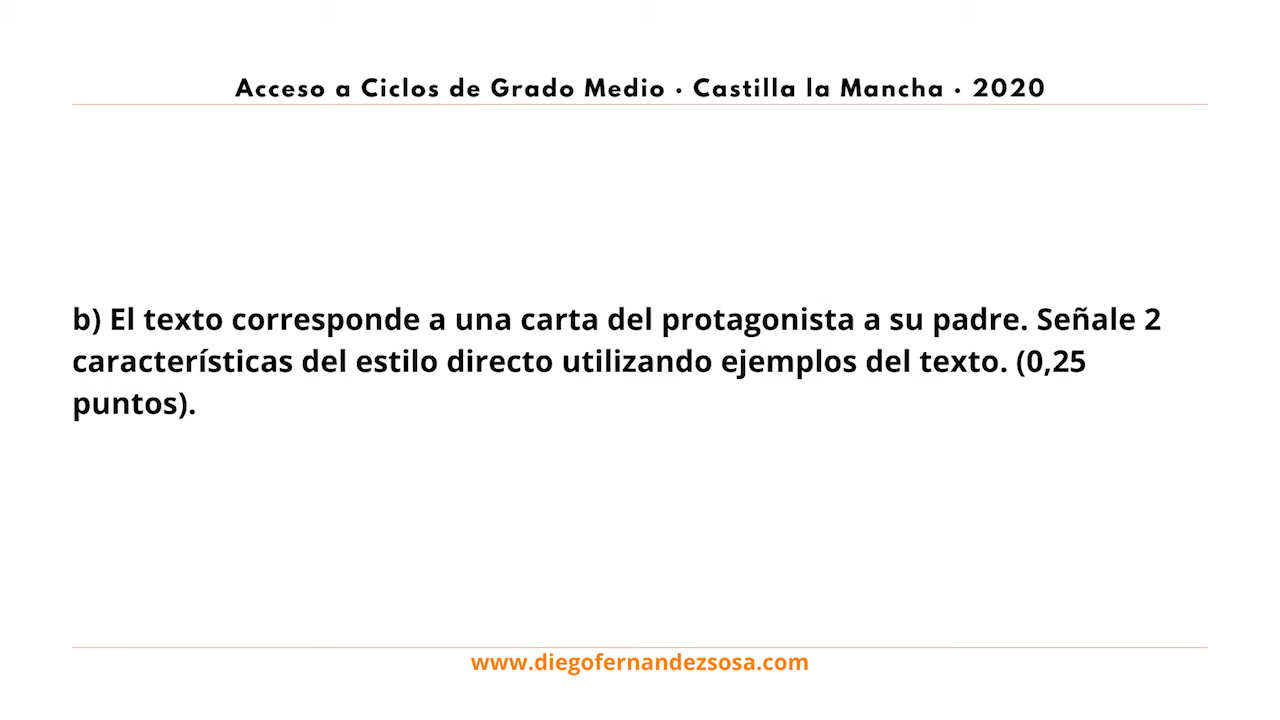 Acceso a Ciclos de Grado Medio · Castilla la Mancha · 2020
b) El texto corresponde a una carta del protagonista a su padre. Señale 2
características del estilo directo utilizando ejemplos del texto. (0,25
puntos).
www.diegofernandezsosa.com